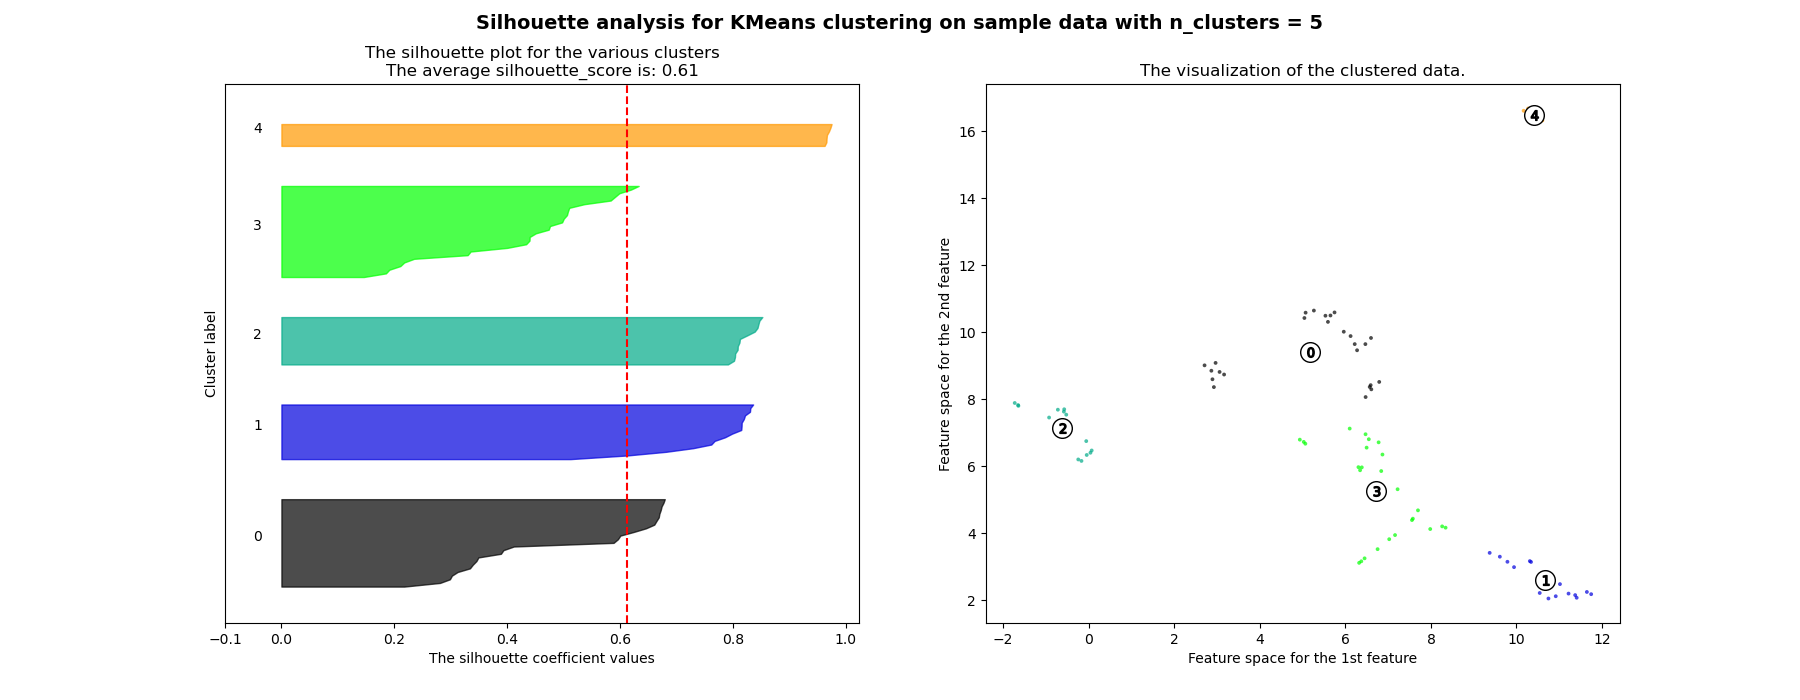 Silhouette analysis for KMeans clustering on sample data with n_clusters = 5
The silhouette plot for the various clusters
The average silhouette_score is: 0.61
Cluster label
4
3
2
1
0
−0.1 0.0 0.2 0.4 0.6 0.8 1.0
The silhouette coefficient values
The visualization of the clustered data.
Feature space for the 2nd feature
16
14
12
10
8
6
4
2
4
0
2
3
1
−2 0 2 4 6 8 10 12
Feature space for the 1st feature